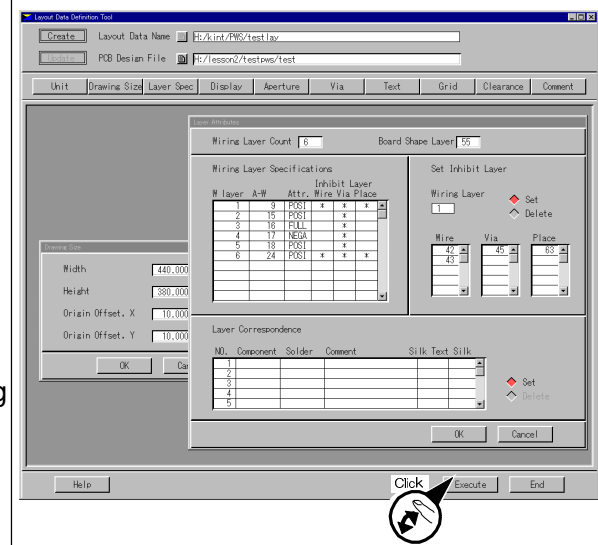 Layout Data Definition Tool
Create Layout Data Name H:/kint/PWS/testlay
Update PCB Design File H:/lesson2/testpws/test
Unit Drawing Size Layer Spec Display Aperture Via Text Grid Clearance Comment
Layer Attributes
Wiring Layer Count 6 Board Shape Layer 55
Wiring Layer Specifications
Inhibit Layer
W layer A-W Attr. Wire Via Place
1 9 POSI * * *
2 15 POSI *
3 16 FULL *
4 17 NEGA *
5 18 POSI *
6 24 POSI * * *
Set Inhibit Layer
Wiring Layer
1
Set
Delete
Wire Via Place
42 45 63
43
Drawing Size
Width 440.000
Height 380.000
Origin Offset. X 10.000
Origin Offset. Y 10.000
OK Ca
Layer Correspondence
NO. Component Solder Comment Silk Text Silk
1
2
3
4
5
Set
Delete
OK Cancel
g
Help Click Execute End